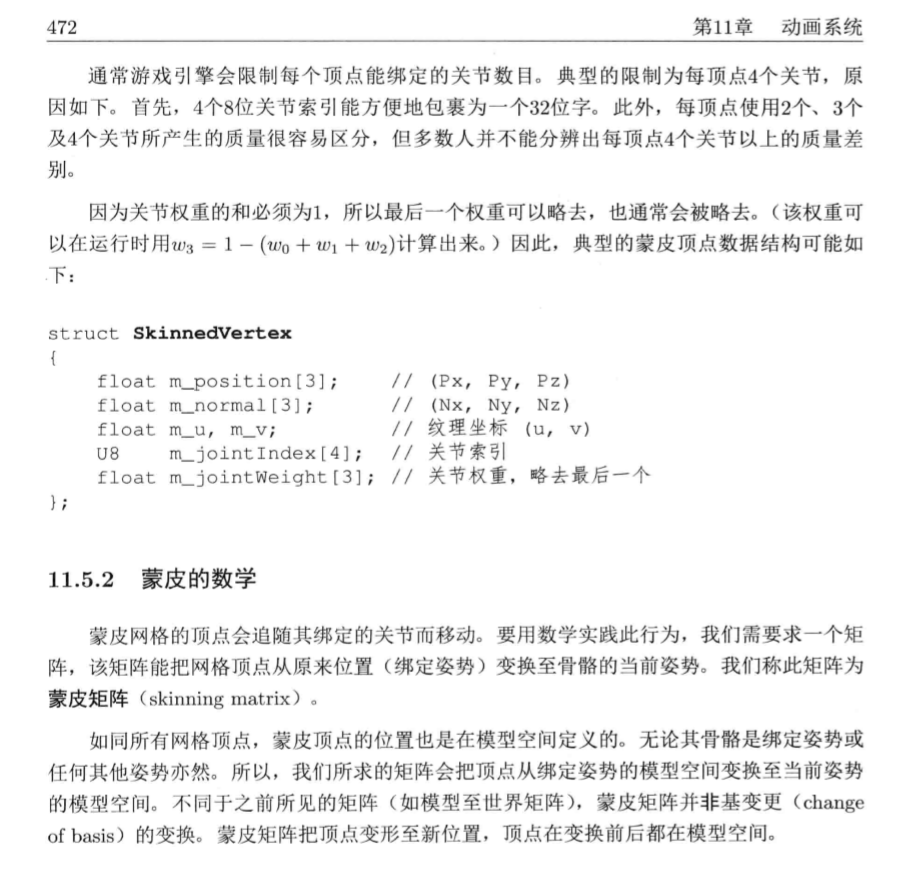 472 第11章 动画系统
通常游戏引擎会限制每个顶点能绑定的关节数目。典型的限制为每顶点4个关节，原
因如下。首先，4个8位关节索引能方便地包裹为一个32位字。此外，每顶点使用2个、3个
及4个关节所产生的质量很容易区分，但多数人并不能分辨出每顶点4个关节以上的质量差
别。
因为关节权重的和必须为1，所以最后一个权重可以略去，也通常会被略去。（该权重可
以在运行时用w₃ = 1 − (w₀ + w₁ + w₂)计算出来。）因此，典型的蒙皮顶点数据结构可能如
下：
struct SkinnedVertex
{
    float m_position[3];    // (Px, Py, Pz)
    float m_normal[3];      // (Nx, Ny, Nz)
    float m_u, m_v;         // 纹理坐标 (u, v)
    U8    m_jointIndex[4];  // 关节索引
    float m_jointWeight[3]; // 关节权重，略去最后一个
};
11.5.2 蒙皮的数学
蒙皮网格的顶点会追随其绑定的关节而移动。要用数学实践此行为，我们需要求一个矩
阵，该矩阵能把网格顶点从原来位置（绑定姿势）变换至骨骼的当前姿势。我们称此矩阵为
蒙皮矩阵（skinning matrix）。
如同所有网格顶点，蒙皮顶点的位置也是在模型空间定义的。无论其骨骼是绑定姿势或
任何其他姿势亦然。所以，我们所求的矩阵会把顶点从绑定姿势的模型空间变换至当前姿势
的模型空间。不同于之前所见的矩阵（如模型至世界矩阵），蒙皮矩阵并非基变更（change
of basis）的变换。蒙皮矩阵把顶点变形至新位置，顶点在变换前后都在模型空间。